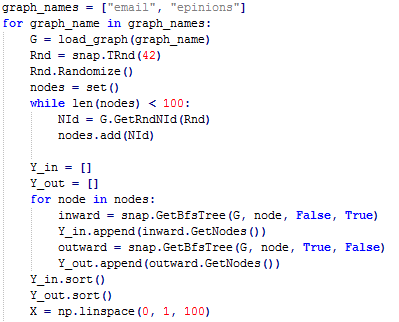 graph_names = ["email", "epinions"]
for graph_name in graph_names:
    G = load_graph(graph_name)
    Rnd = snap.TRnd(42)
    Rnd.Randomize()
    nodes = set()
    while len(nodes) < 100:
        NId = G.GetRndNId(Rnd)
        nodes.add(NId)

    Y_in = []
    Y_out = []
    for node in nodes:
        inward = snap.GetBfsTree(G, node, False, True)
        Y_in.append(inward.GetNodes())
        outward = snap.GetBfsTree(G, node, True, False)
        Y_out.append(outward.GetNodes())
    Y_in.sort()
    Y_out.sort()
    X = np.linspace(0, 1, 100)